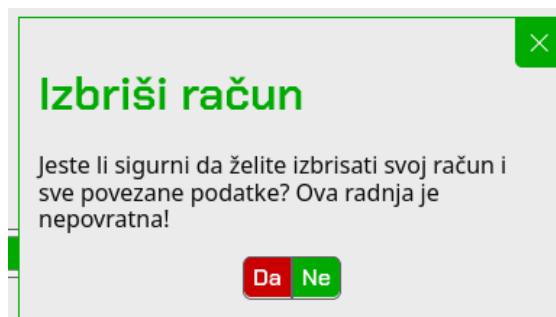 Izbriši račun
Jeste li sigurni da želite izbrisati svoj račun i
sve povezane podatke? Ova radnja je
nepovratna!
Da Ne